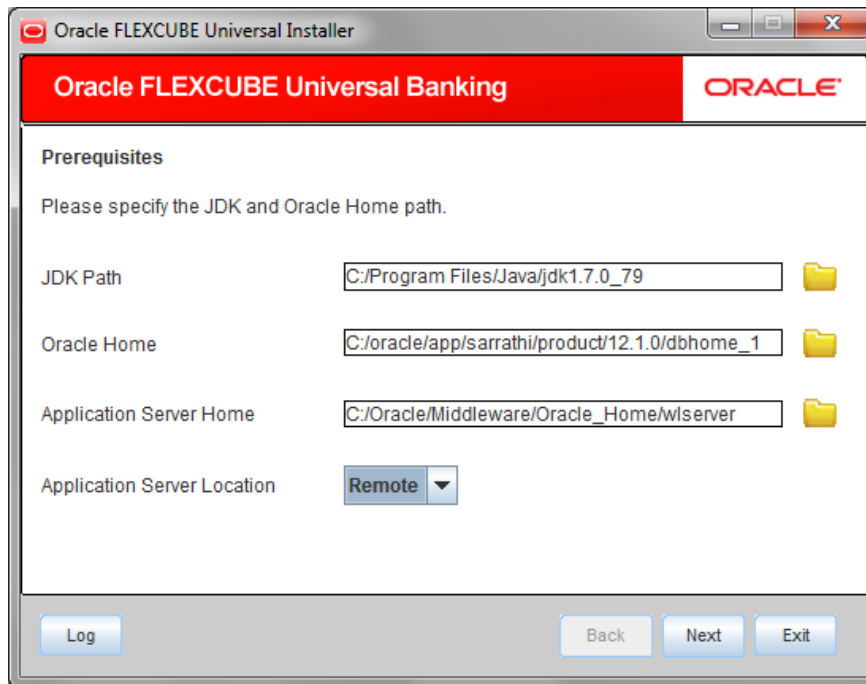 Oracle FLEXCUBE Universal Installer
Oracle FLEXCUBE Universal Banking
ORACLE
Prerequisites
Please specify the JDK and Oracle Home path.
JDK Path
C:/Program Files/Java/jdk1.7.0_79
Oracle Home
C:/oracle/app/sarrathi/product/12.1.0/dbhome_1
Application Server Home
C:/Oracle/Middleware/Oracle_Home/wlserver
Application Server Location
Remote
Log
Back
Next
Exit